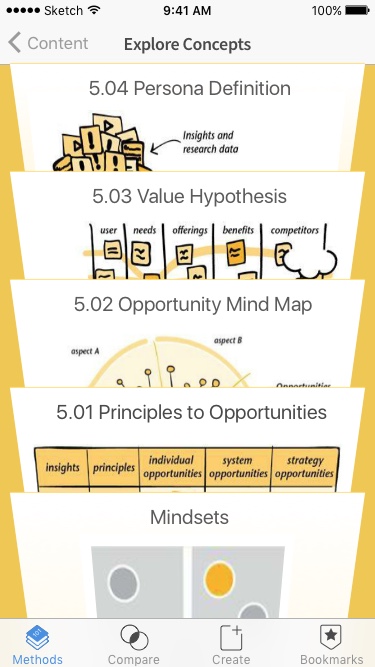 Sketch 9:41 AM 100%
Content Explore Concepts
5.04 Persona Definition
Insights and
research data
5.03 Value Hypothesis
user needs offerings benefits competitors
5.02 Opportunity Mind Map
aspect A aspect B
Opportunities
5.01 Principles to Opportunities
insights principles individual opportunities system opportunities strategy opportunities
Mindsets
101
Methods Compare Create Bookmarks